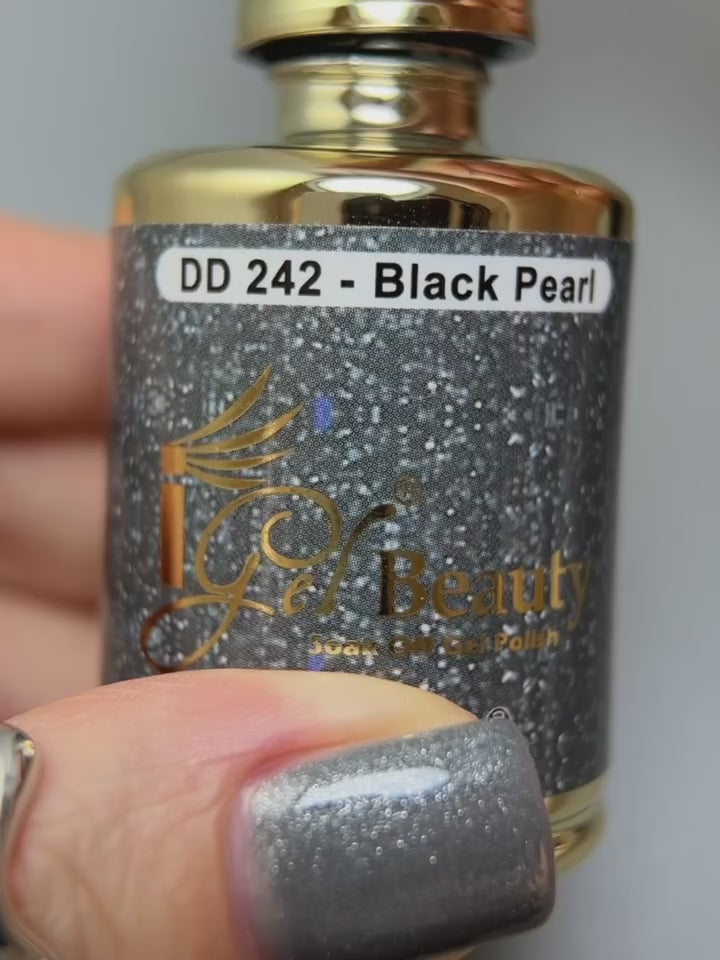 DD 242 - Black Pearl
iGel ®
Beauty
Soak Off Gel Polish